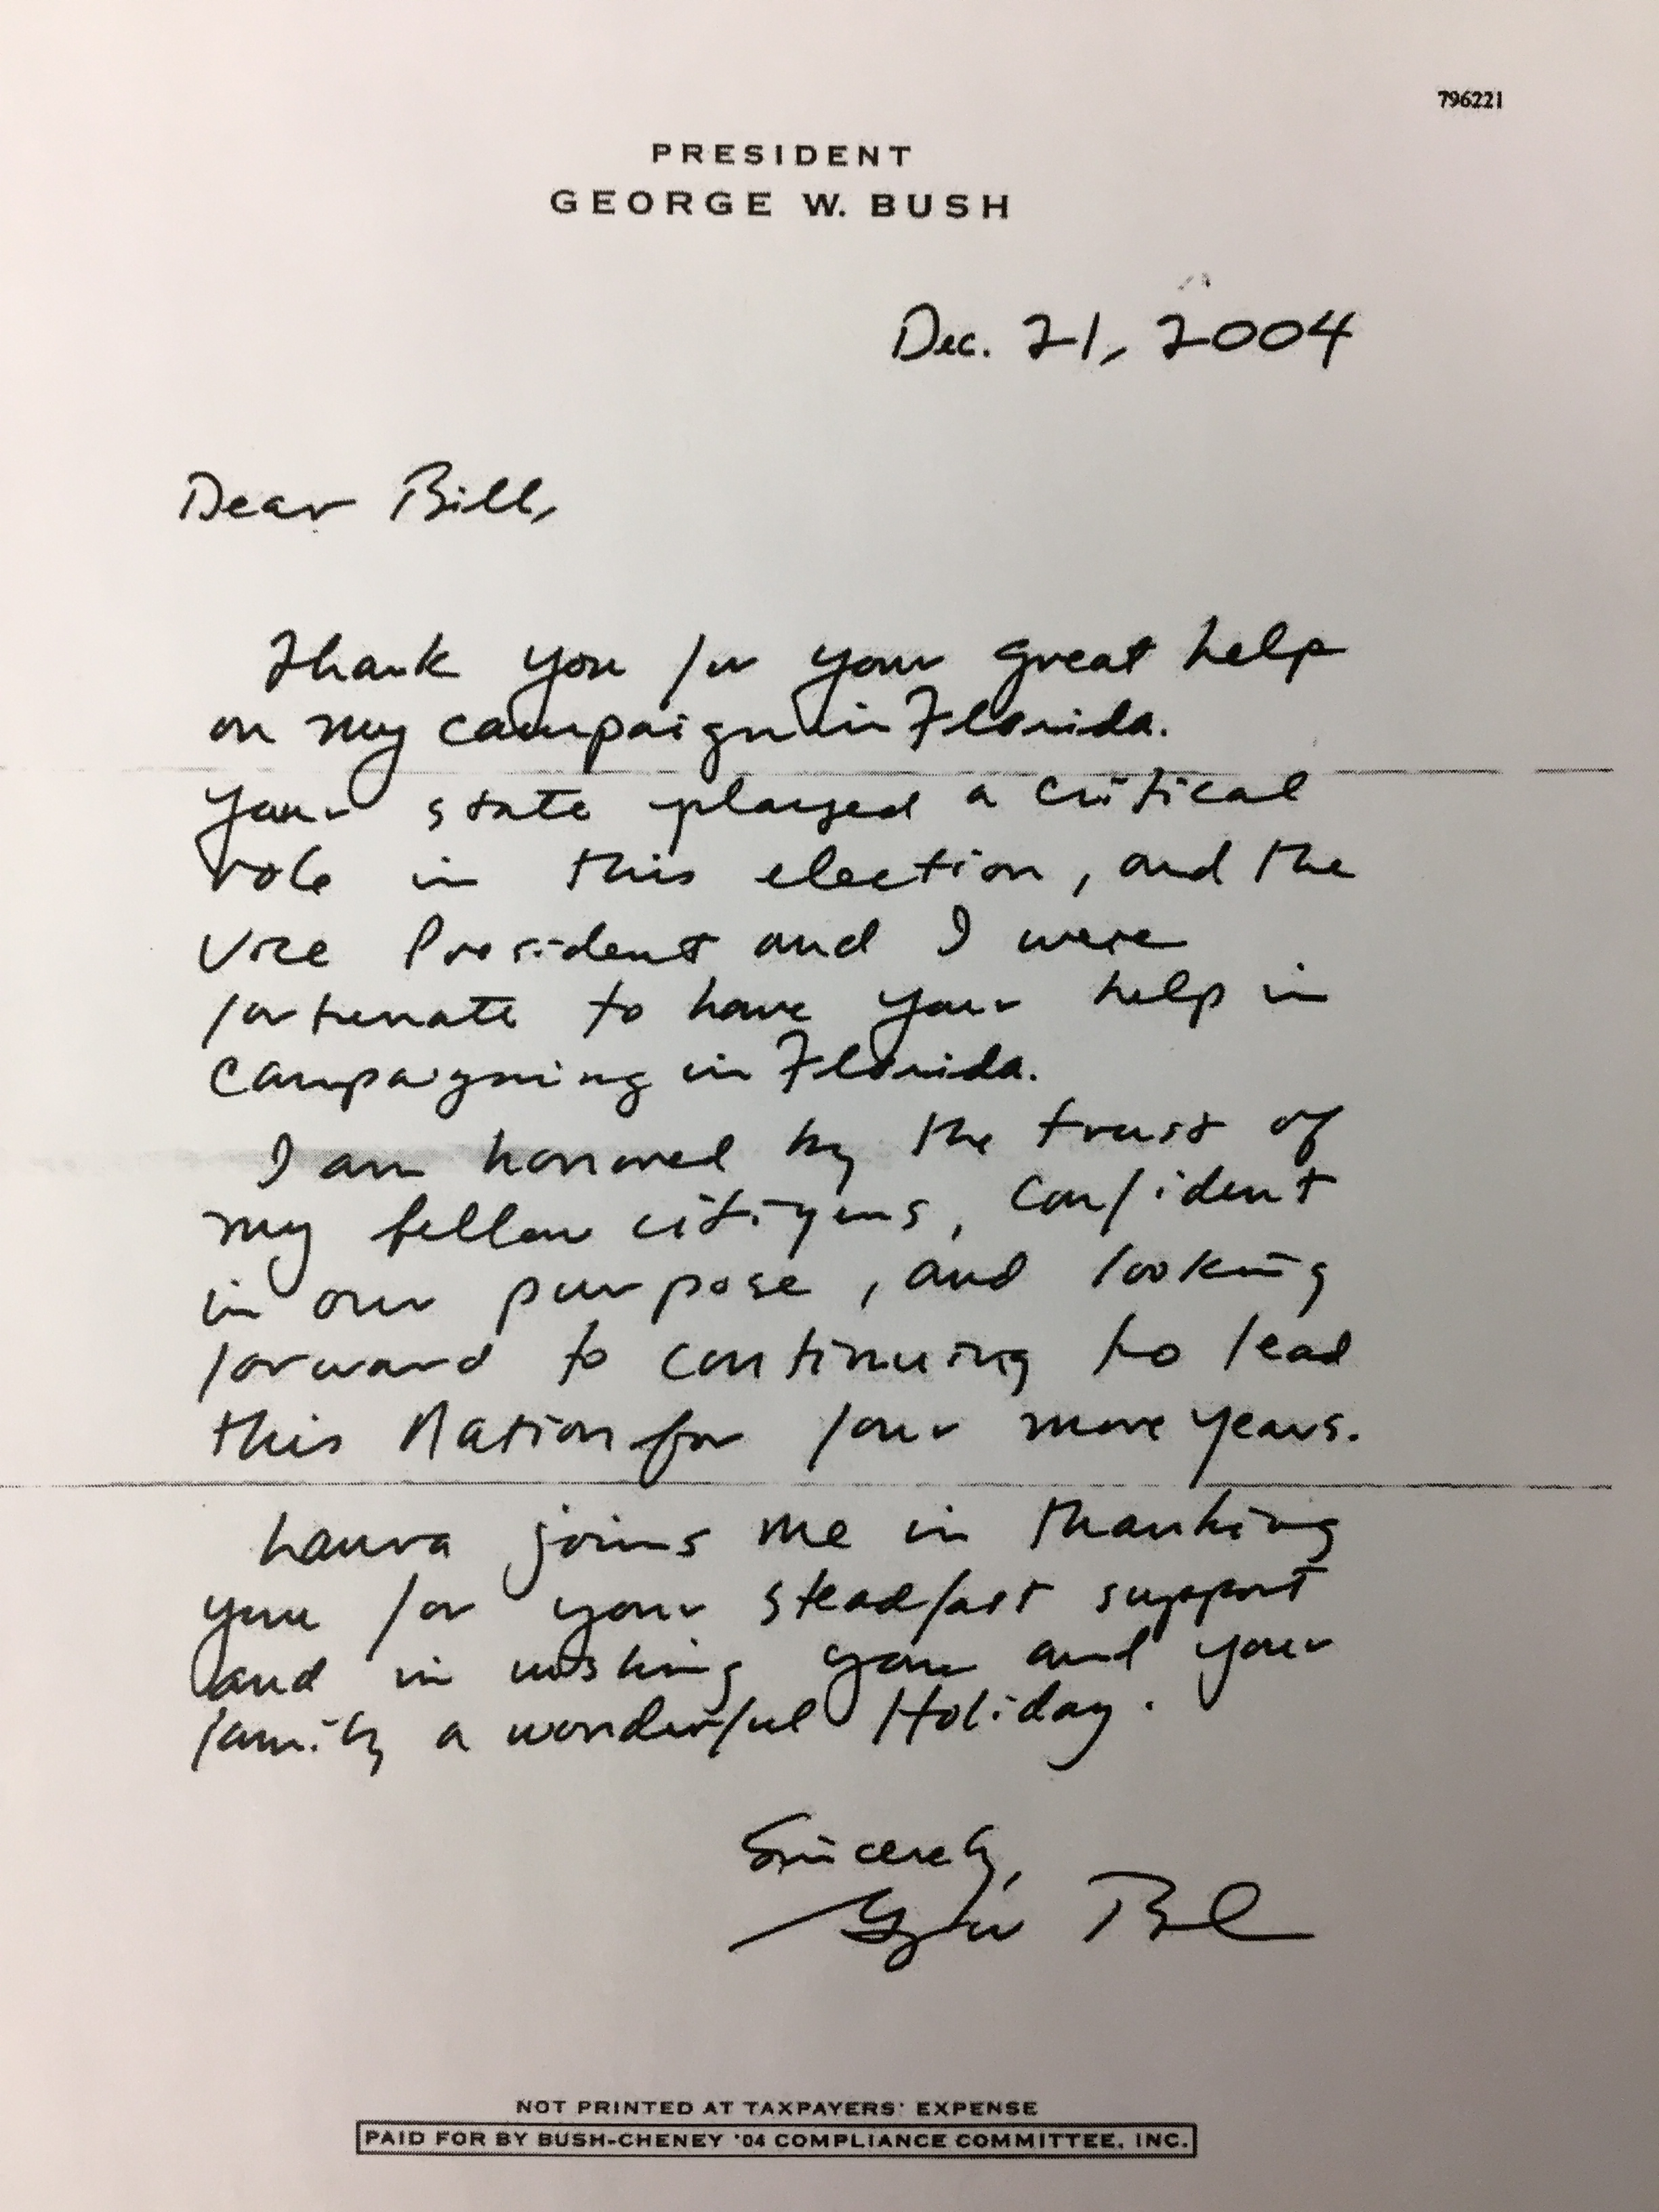 796221
PRESIDENT
GEORGE W. BUSH
Dec. 21, 2004
Dear Bill,
Thank you for your great help
on my campaign in Florida.
Your state played a critical
role in this election, and the
Vice President and I were
fortunate to have your help in
campaigning in Florida.
I am honored by the trust of
my fellow citizens, confident
in our purpose, and looking
forward to continuing to lead
this Nation for four more years.
Laura joins me in thanking
you for your steadfast support
and in wishing you and your
family a wonderful Holiday.
Sincerely,
George Bush
NOT PRINTED AT TAXPAYERS' EXPENSE
PAID FOR BY BUSH-CHENEY '04 COMPLIANCE COMMITTEE, INC.